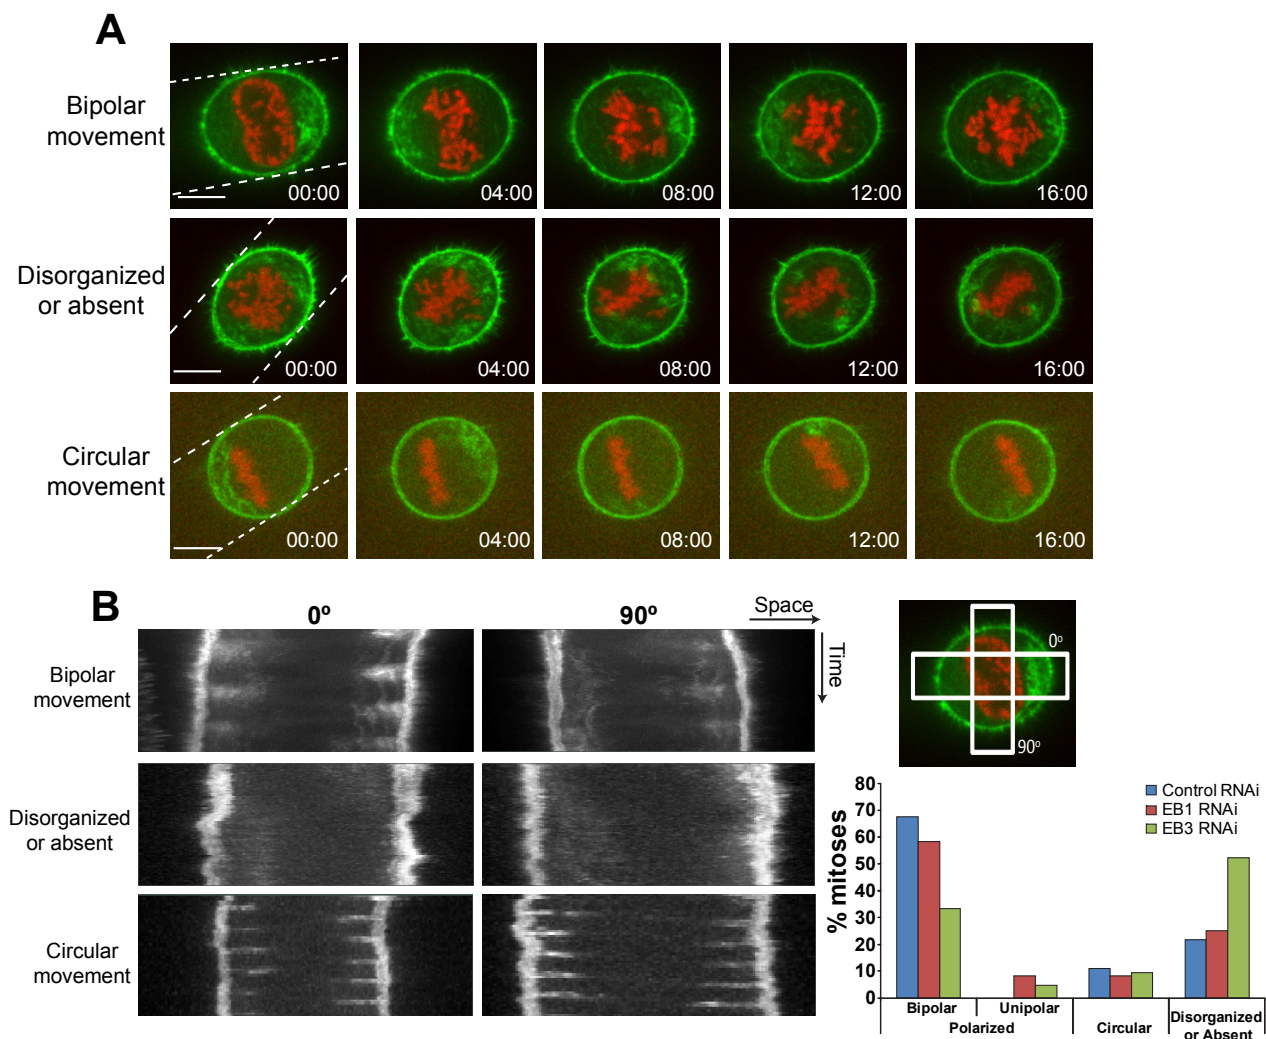 A
Bipolar
movement
00:00
04:00
08:00
12:00
16:00
Disorganized
or absent
00:00
04:00
08:00
12:00
16:00
Circular
movement
00:00
04:00
08:00
12:00
16:00
B
0º
90º
Space
Time
Bipolar
movement
Disorganized
or absent
Circular
movement
0º
90º
% mitoses
80
70
60
50
40
30
20
10
0
Control RNAi
EB1 RNAi
EB3 RNAi
Bipolar
Unipolar
Polarized
Circular
Disorganized
or Absent